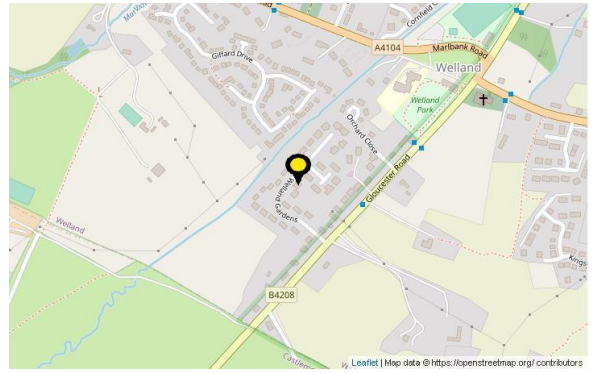 Cornfield C
A4104
Marlbank Road
Giffard Drive
Welland
Welland
Park
Orchard Close
Gloucester Road
Welland
Gardens
Welland
Kings
B4208
Castlemo
Leaflet | Map data © https://openstreetmap.org/ contributors